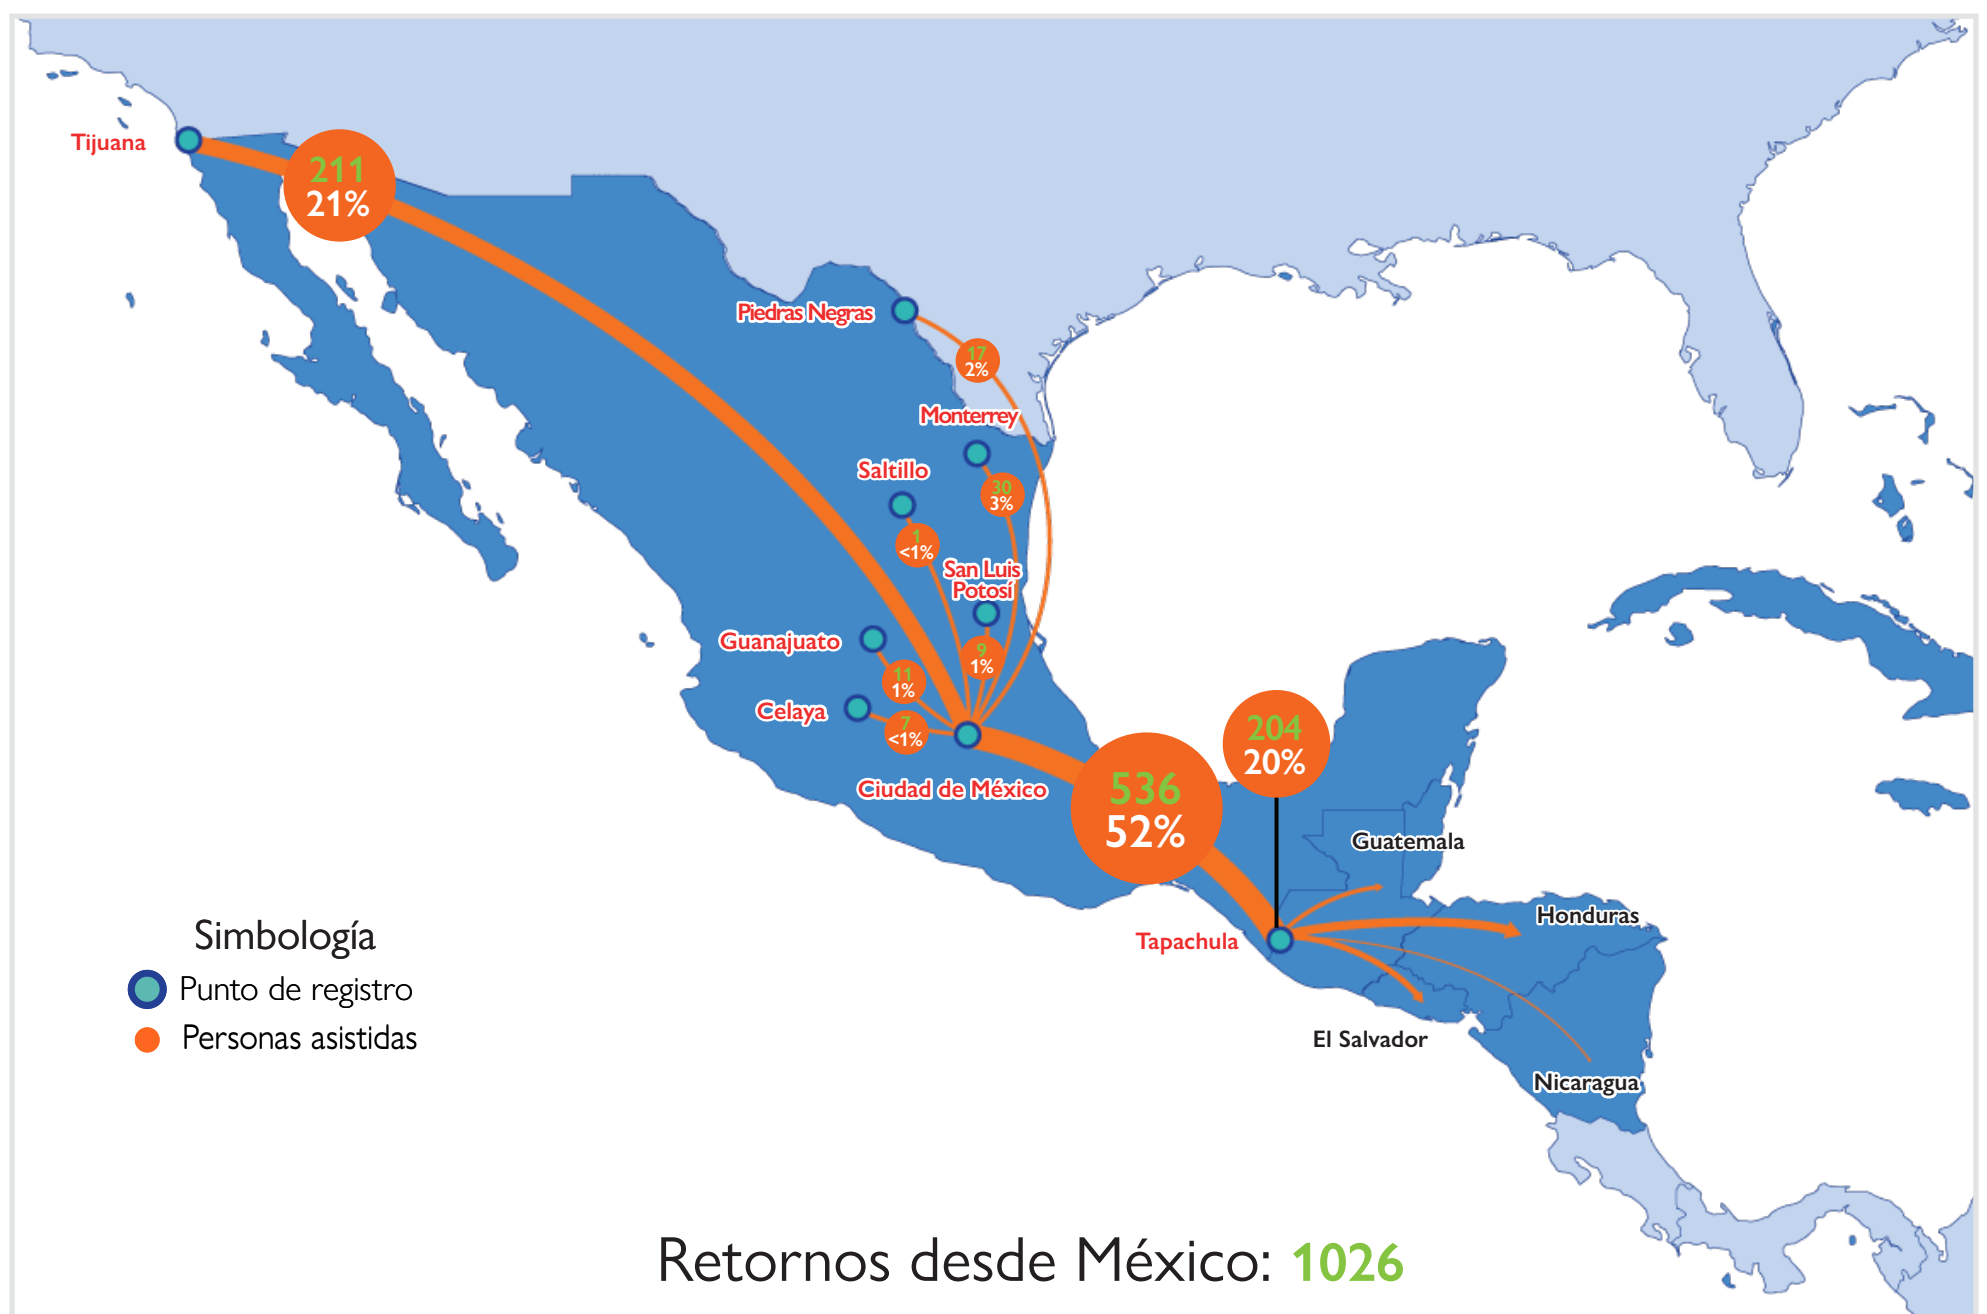 Tijuana
211
21%
Piedras Negras
17
2%
Monterrey
30
3%
Saltillo
1
<1%
San Luis
Potosí
9
1%
Guanajuato
11
1%
Celaya
7
<1%
Ciudad de México
536
52%
204
20%
Guatemala
Honduras
Tapachula
El Salvador
Nicaragua
Simbología
Punto de registro
Personas asistidas
Retornos desde México: 1026